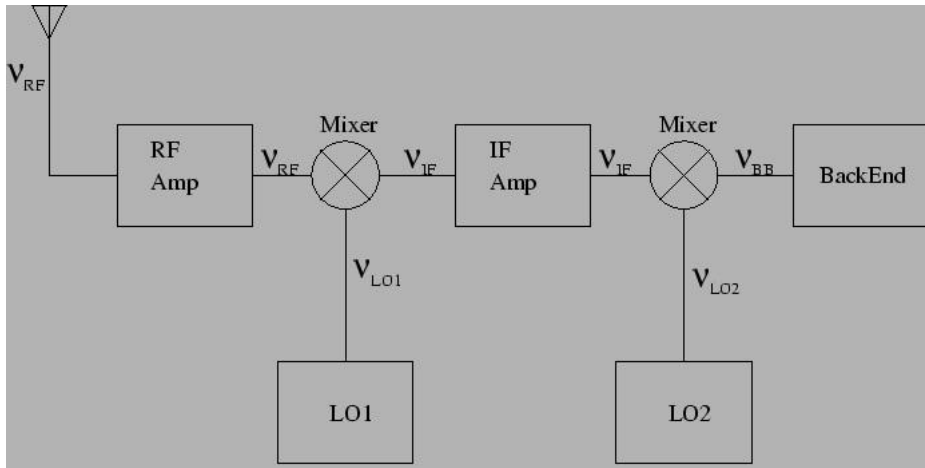 ν_RF
RF
Amp
ν_RF
Mixer
ν_IF
IF
Amp
ν_IF
Mixer
ν_BB
BackEnd
ν_LO1
ν_LO2
LO1
LO2